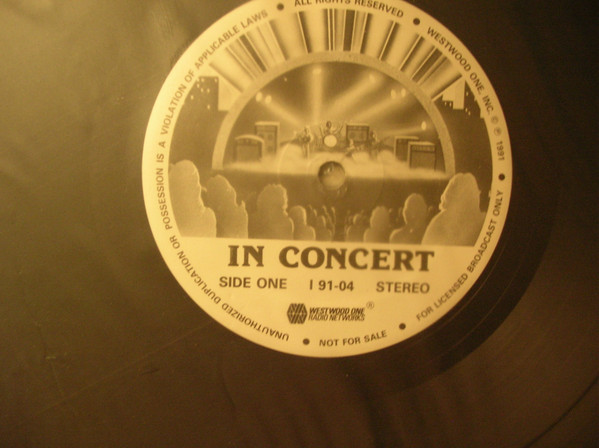 UNAUTHORIZED DUPLICATION OR POSSESSION IS A VIOLATION OF APPLICABLE LAWS • ALL RIGHTS RESERVED • WESTWOOD ONE, INC © ℗ 1991 • FOR LICENSED BROADCAST ONLY • NOT FOR SALE •
IN CONCERT
SIDE ONE I 91-04 STEREO
WESTWOOD ONE ®
RADIO NETWORKS